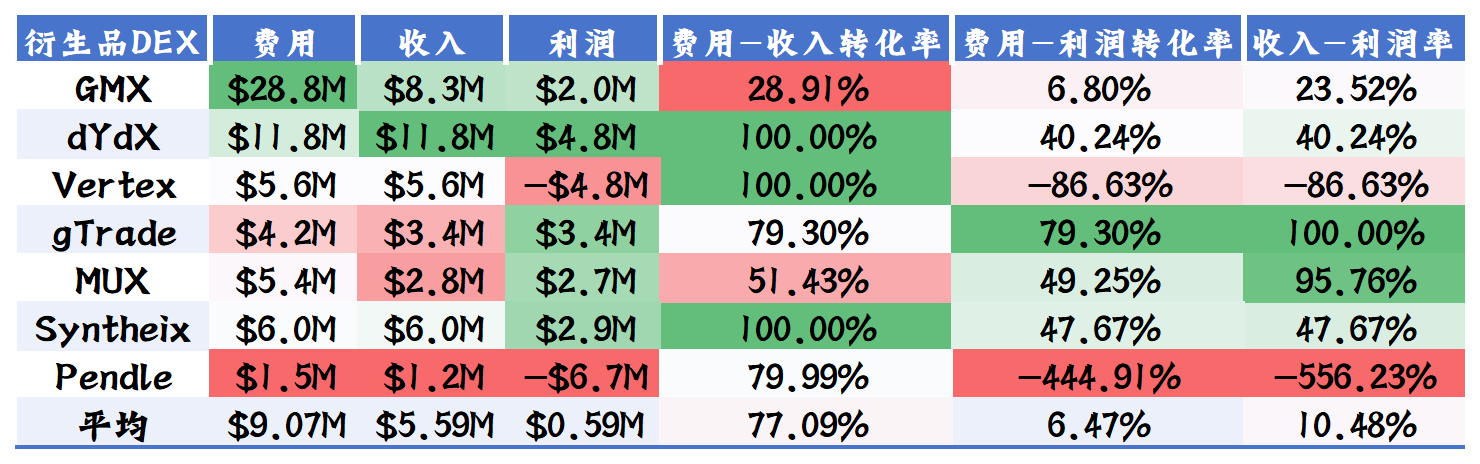 衍生品DEX 费用 收入 利润 费用-收入转化率 费用-利润转化率 收入-利润率
GMX $28.8M $8.3M $2.0M 28.91% 6.80% 23.52%
dYdX $11.8M $11.8M $4.8M 100.00% 40.24% 40.24%
Vertex $5.6M $5.6M -$4.8M 100.00% -86.63% -86.63%
gTrade $4.2M $3.4M $3.4M 79.30% 79.30% 100.00%
MUX $5.4M $2.8M $2.7M 51.43% 49.25% 95.76%
Syntheix $6.0M $6.0M $2.9M 100.00% 47.67% 47.67%
Pendle $1.5M $1.2M -$6.7M 79.99% -444.91% -556.23%
平均 $9.07M $5.59M $0.59M 77.09% 6.47% 10.48%